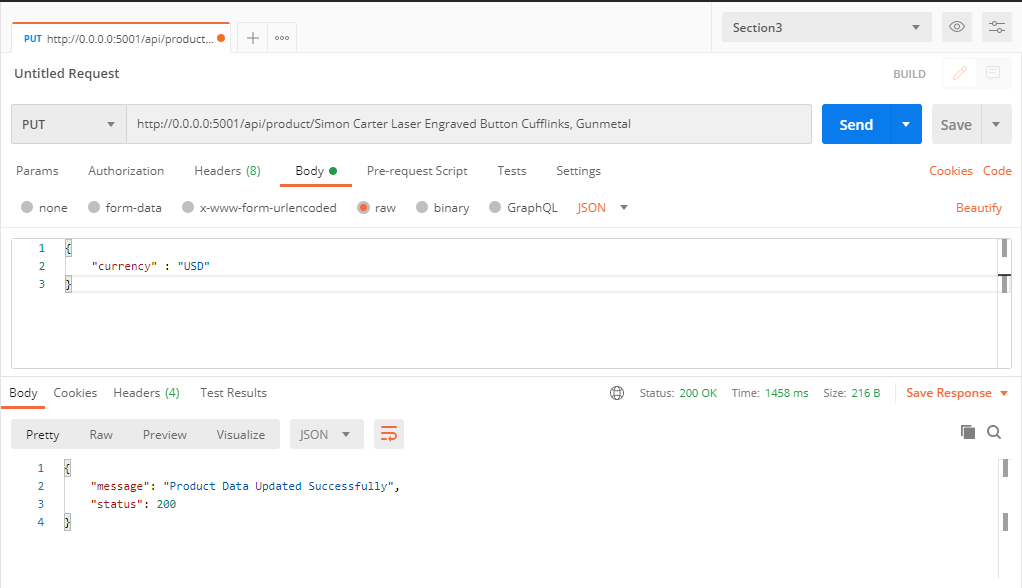 PUT http://0.0.0.0:5001/api/product...
Section3
Untitled Request
BUILD
PUT
http://0.0.0.0:5001/api/product/Simon Carter Laser Engraved Button Cufflinks, Gunmetal
Send
Save
Params Authorization Headers (8) Body Pre-request Script Tests Settings Cookies Code
none form-data x-www-form-urlencoded raw binary GraphQL JSON Beautify
1 {
2 "currency" : "USD"
3 }
Body Cookies Headers (4) Test Results Status: 200 OK Time: 1458 ms Size: 216 B Save Response
Pretty Raw Preview Visualize JSON
1 {
2 "message": "Product Data Updated Successfully",
3 "status": 200
4 }